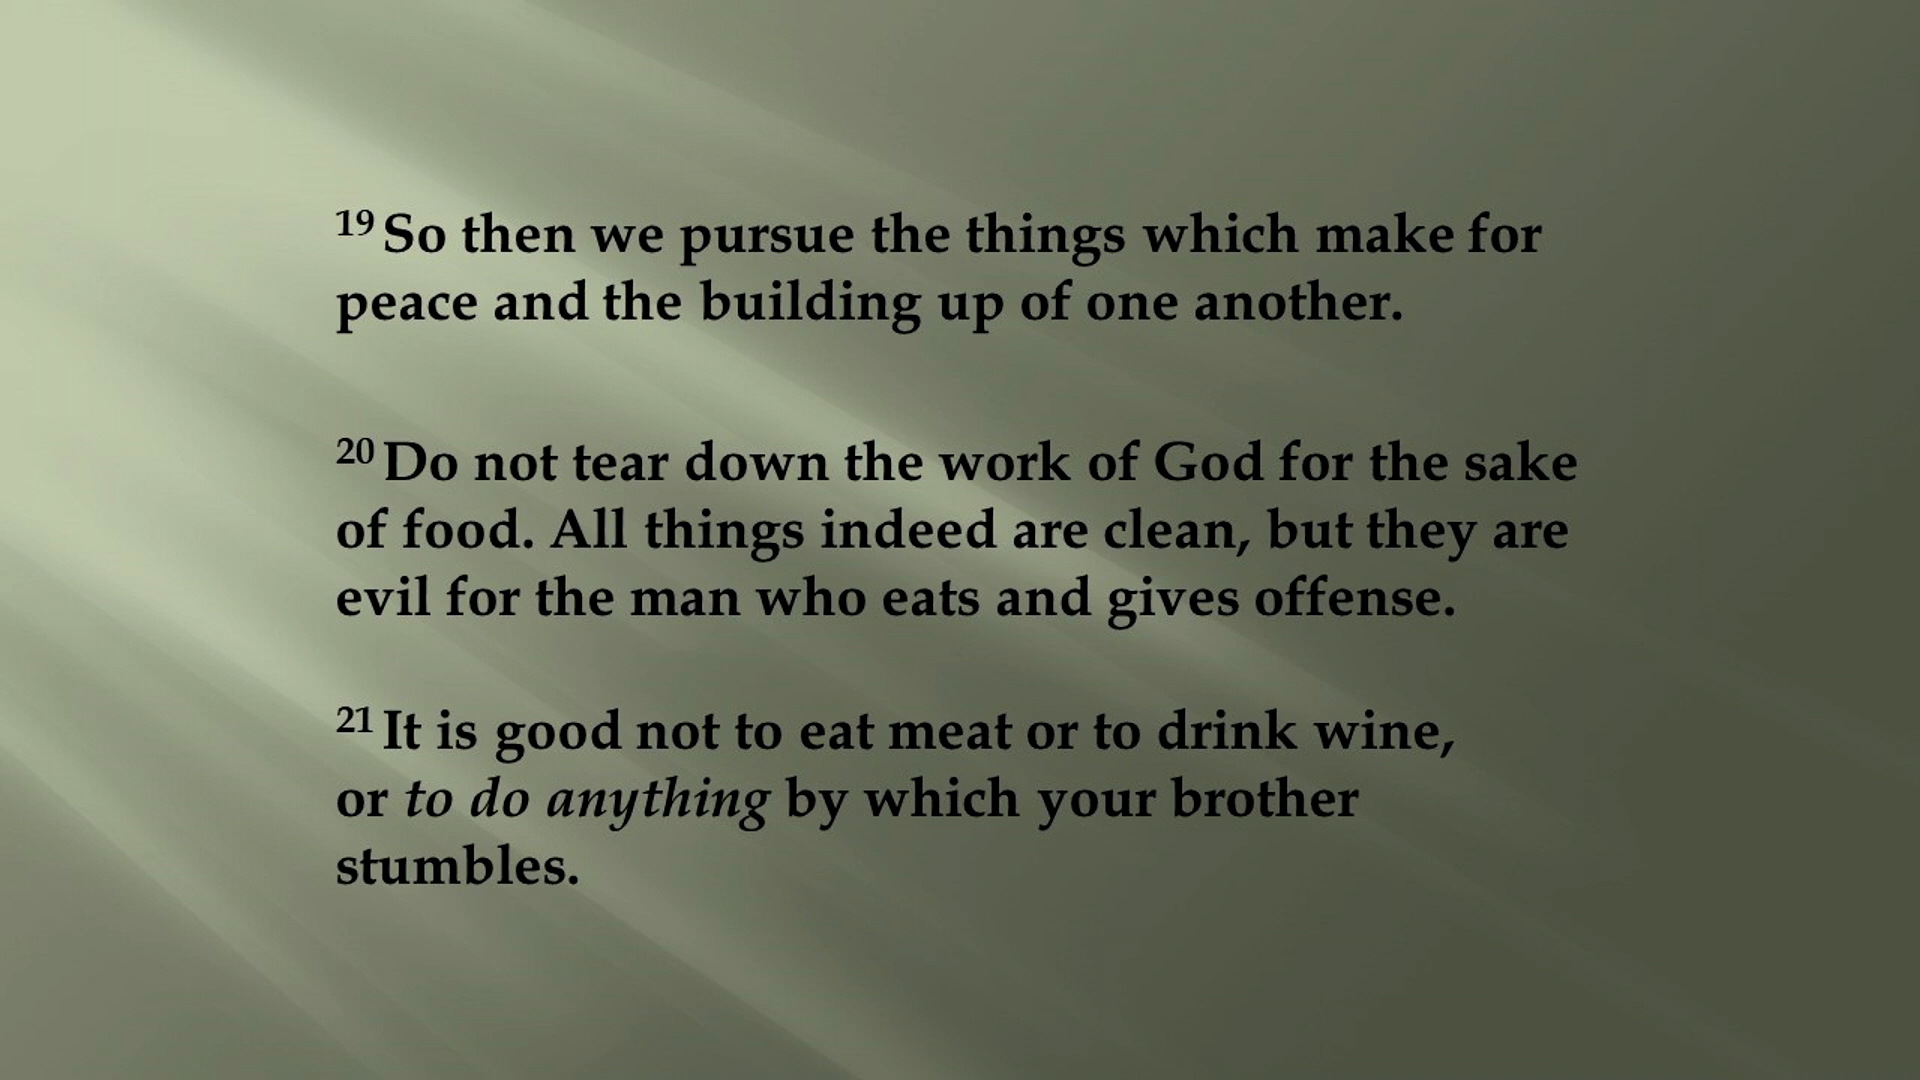 19 So then we pursue the things which make for
peace and the building up of one another.
20 Do not tear down the work of God for the sake
of food. All things indeed are clean, but they are
evil for the man who eats and gives offense.
21 It is good not to eat meat or to drink wine,
or to do anything by which your brother
stumbles.